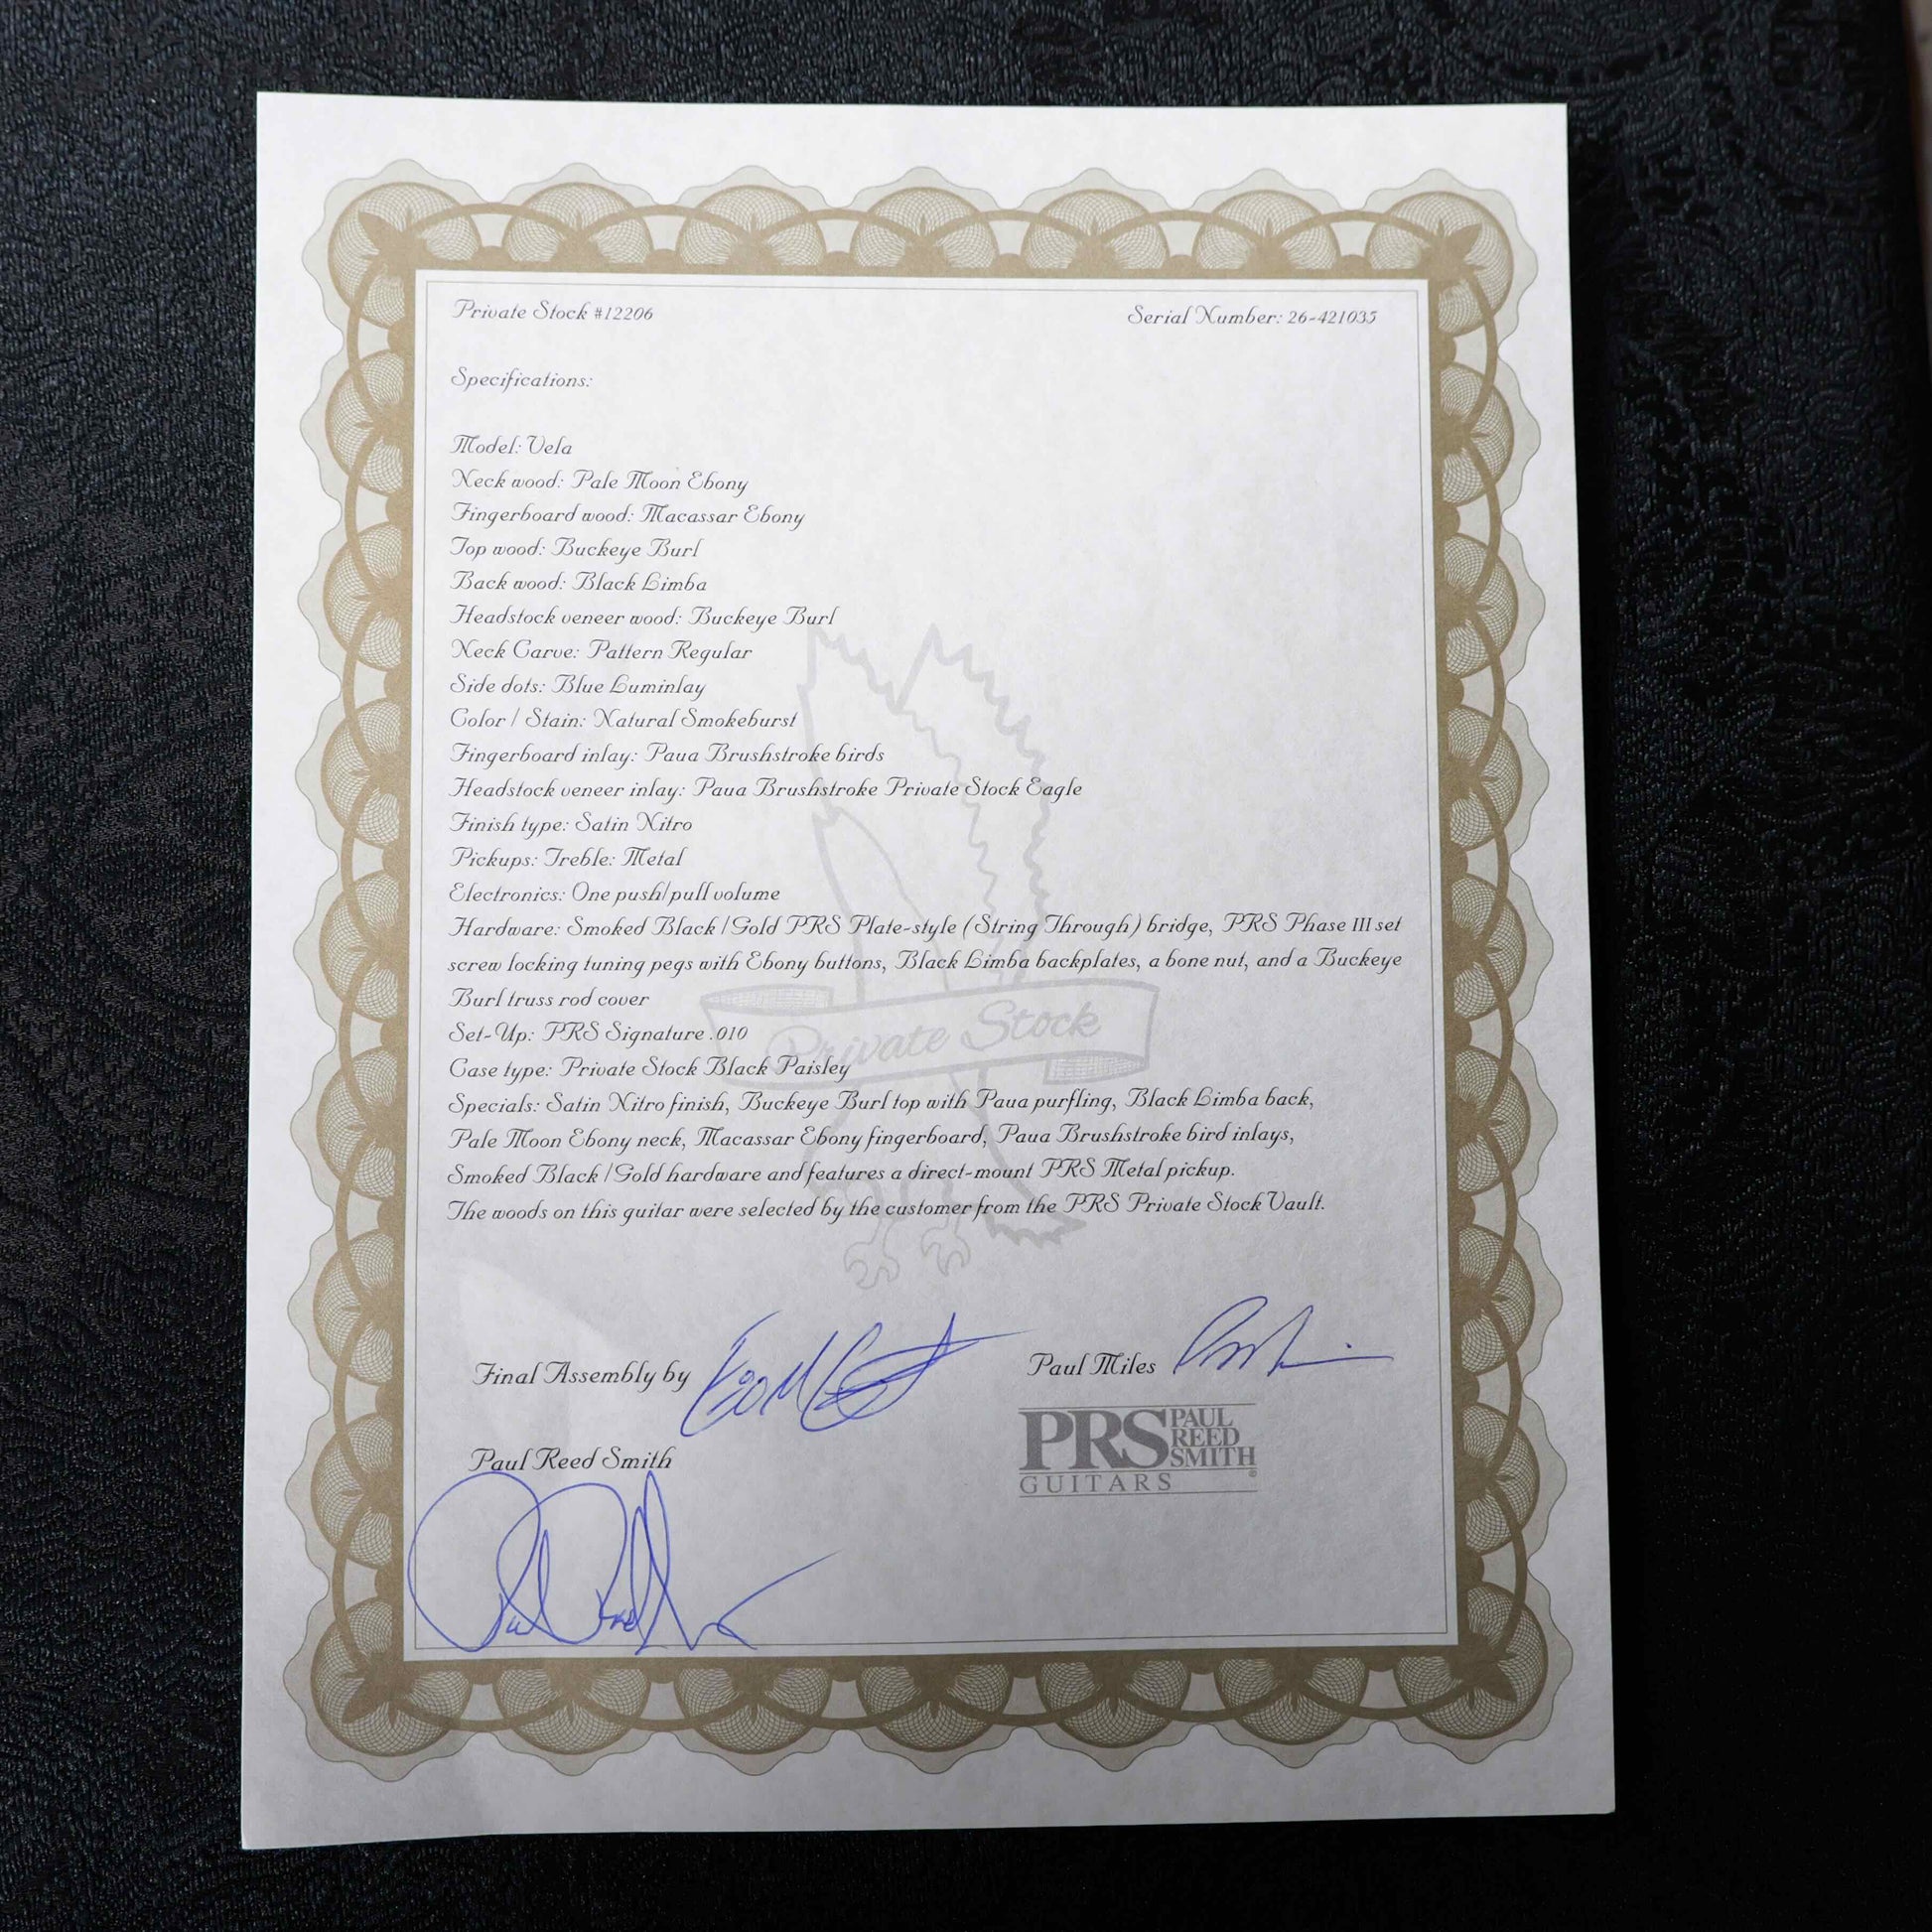 Private Stock #12206
Serial Number: 26-421035
Specifications:
Model: Vela
Neck wood: Pale Moon Ebony
Fingerboard wood: Macassar Ebony
Top wood: Buckeye Burl
Back wood: Black Limba
Headstock veneer wood: Buckeye Burl
Neck Carve: Pattern Regular
Side dots: Blue Luminlay
Color / Stain: Natural Smokeburst
Fingerboard inlay: Paua Brushstroke birds
Headstock veneer inlay: Paua Brushstroke Private Stock Eagle
Finish type: Satin Nitro
Pickups: Treble: Metal
Electronics: One push/pull volume
Hardware: Smoked Black / Gold PRS Plate-style (String Through) bridge, PRS Phase III set
screw locking tuning pegs with Ebony buttons, Black Limba backplates, a bone nut, and a Buckeye
Burl truss rod cover
Set-Up: PRS Signature .010
Private Stock
Case type: Private Stock Black Paisley
Specials: Satin Nitro finish, Buckeye Burl top with Paua purfling, Black Limba back,
Pale Moon Ebony neck, Macassar Ebony fingerboard, Paua Brushstroke bird inlays,
Smoked Black / Gold hardware and features a direct-mount PRS Metal pickup.
The woods on this guitar were selected by the customer from the PRS Private Stock Vault.
Final Assembly by
Paul Miles
Paul Reed Smith
PRS PAUL
REED
SMITH
GUITARS